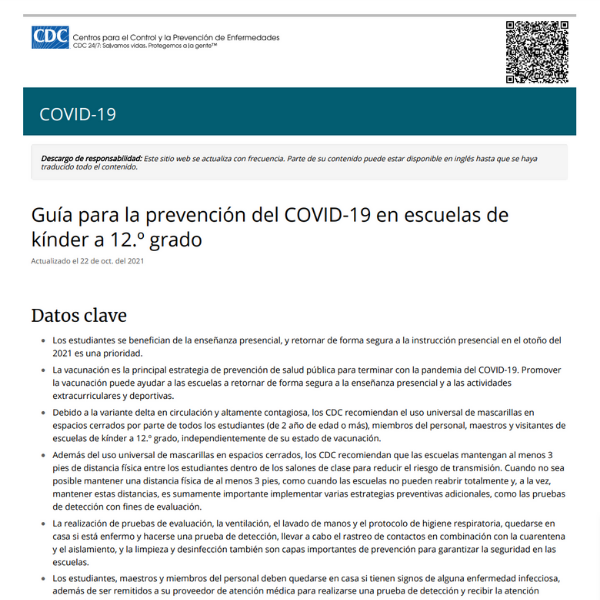 CDC Centros para el Control y la Prevención de Enfermedades
CDC 24/7: Salvamos vidas. Protegemos a la gente™
COVID-19
Descargo de responsabilidad: Este sitio web se actualiza con frecuencia. Parte de su contenido puede estar disponible en inglés hasta que se haya
traducido todo el contenido.
Guía para la prevención del COVID-19 en escuelas de
kínder a 12.º grado
Actualizado el 22 de oct. del 2021
Datos clave
• Los estudiantes se benefician de la enseñanza presencial, y retornar de forma segura a la instrucción presencial en el otoño del
2021 es una prioridad.
• La vacunación es la principal estrategia de prevención de salud pública para terminar con la pandemia del COVID-19. Promover
la vacunación puede ayudar a las escuelas a retornar de forma segura a la enseñanza presencial y a las actividades
extracurriculares y deportivas.
• Debido a la variante delta en circulación y altamente contagiosa, los CDC recomiendan el uso universal de mascarillas en
espacios cerrados por parte de todos los estudiantes (de 2 año de edad o más), miembros del personal, maestros y visitantes de
escuelas de kínder a 12.º grado, independientemente de su estado de vacunación.
• Además del uso universal de mascarillas en espacios cerrados, los CDC recomiendan que las escuelas mantengan al menos 3
pies de distancia física entre los estudiantes dentro de los salones de clase para reducir el riesgo de transmisión. Cuando no sea
posible mantener una distancia física de al menos 3 pies, como cuando las escuelas no pueden reabrir totalmente y, a la vez,
mantener estas distancias, es sumamente importante implementar varias estrategias preventivas adicionales, como las pruebas
de detección con fines de evaluación.
• La realización de pruebas de evaluación, la ventilación, el lavado de manos y el protocolo de higiene respiratoria, quedarse en
casa si está enfermo y hacerse una prueba de detección, llevar a cabo el rastreo de contactos en combinación con la cuarentena
y el aislamiento, y la limpieza y desinfección también son capas importantes de prevención para garantizar la seguridad en las
escuelas.
• Los estudiantes, maestros y miembros del personal deben quedarse en casa si tienen signos de alguna enfermedad infecciosa,
además de ser remitidos a su proveedor de atención médica para realizarse una prueba de detección y recibir la atención